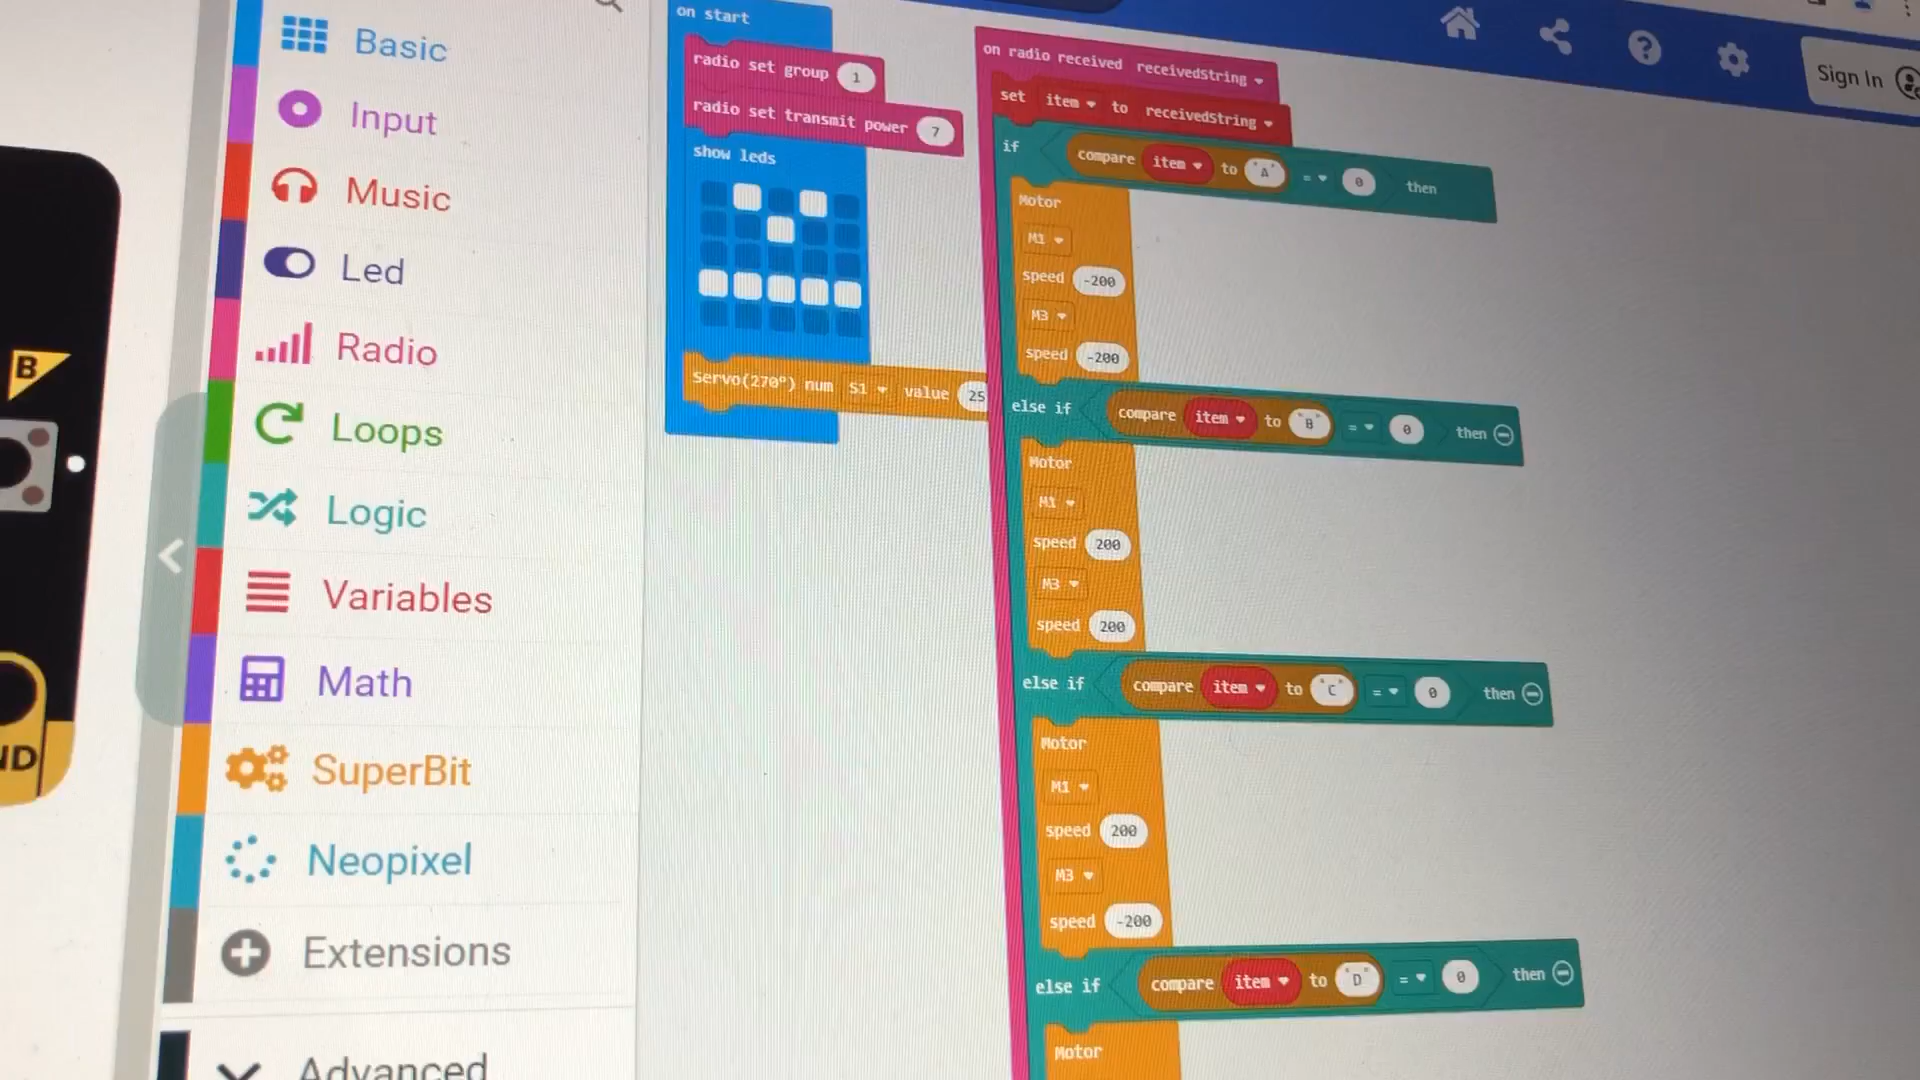 Basic
Input
Music
Led
Radio
Loops
Logic
Variables
Math
SuperBit
Neopixel
Extensions
Advanced
B
ND
on start
radio set group 1
radio set transmit power 7
show leds
Servo(270°) num S1 value 25
on radio received receivedString
set item to receivedString
if compare item to "A" = 0 then
Motor
M1
speed -200
M3
speed -200
else if compare item to "B" = 0 then
Motor
M1
speed 200
M3
speed 200
else if compare item to "C" = 0 then
Motor
M1
speed 200
M3
speed -200
else if compare item to "D" = 0 then
Motor
Sign In